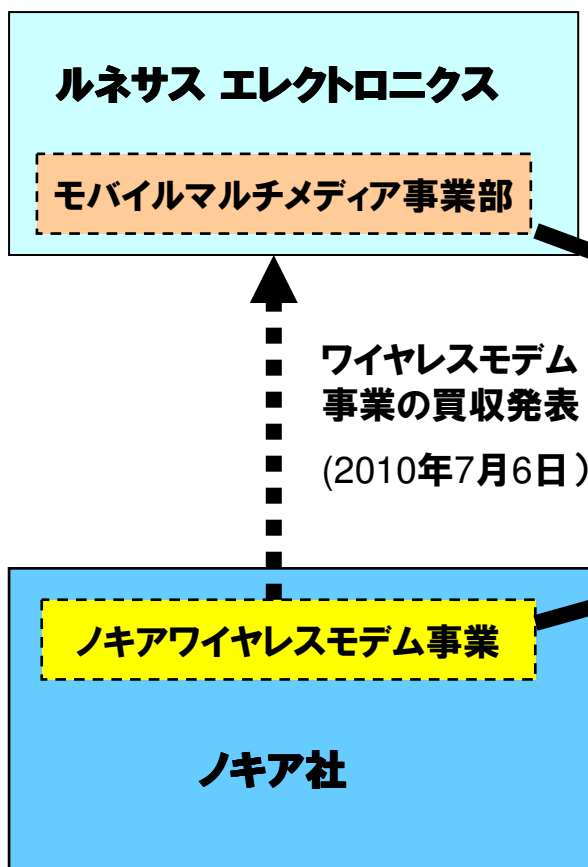 ルネサス エレクトロニクス
モバイルマルチメディア事業部
ワイヤレスモデム
事業の買収発表
(2010年7月6日)
ノキアワイヤレスモデム事業
ノキア社